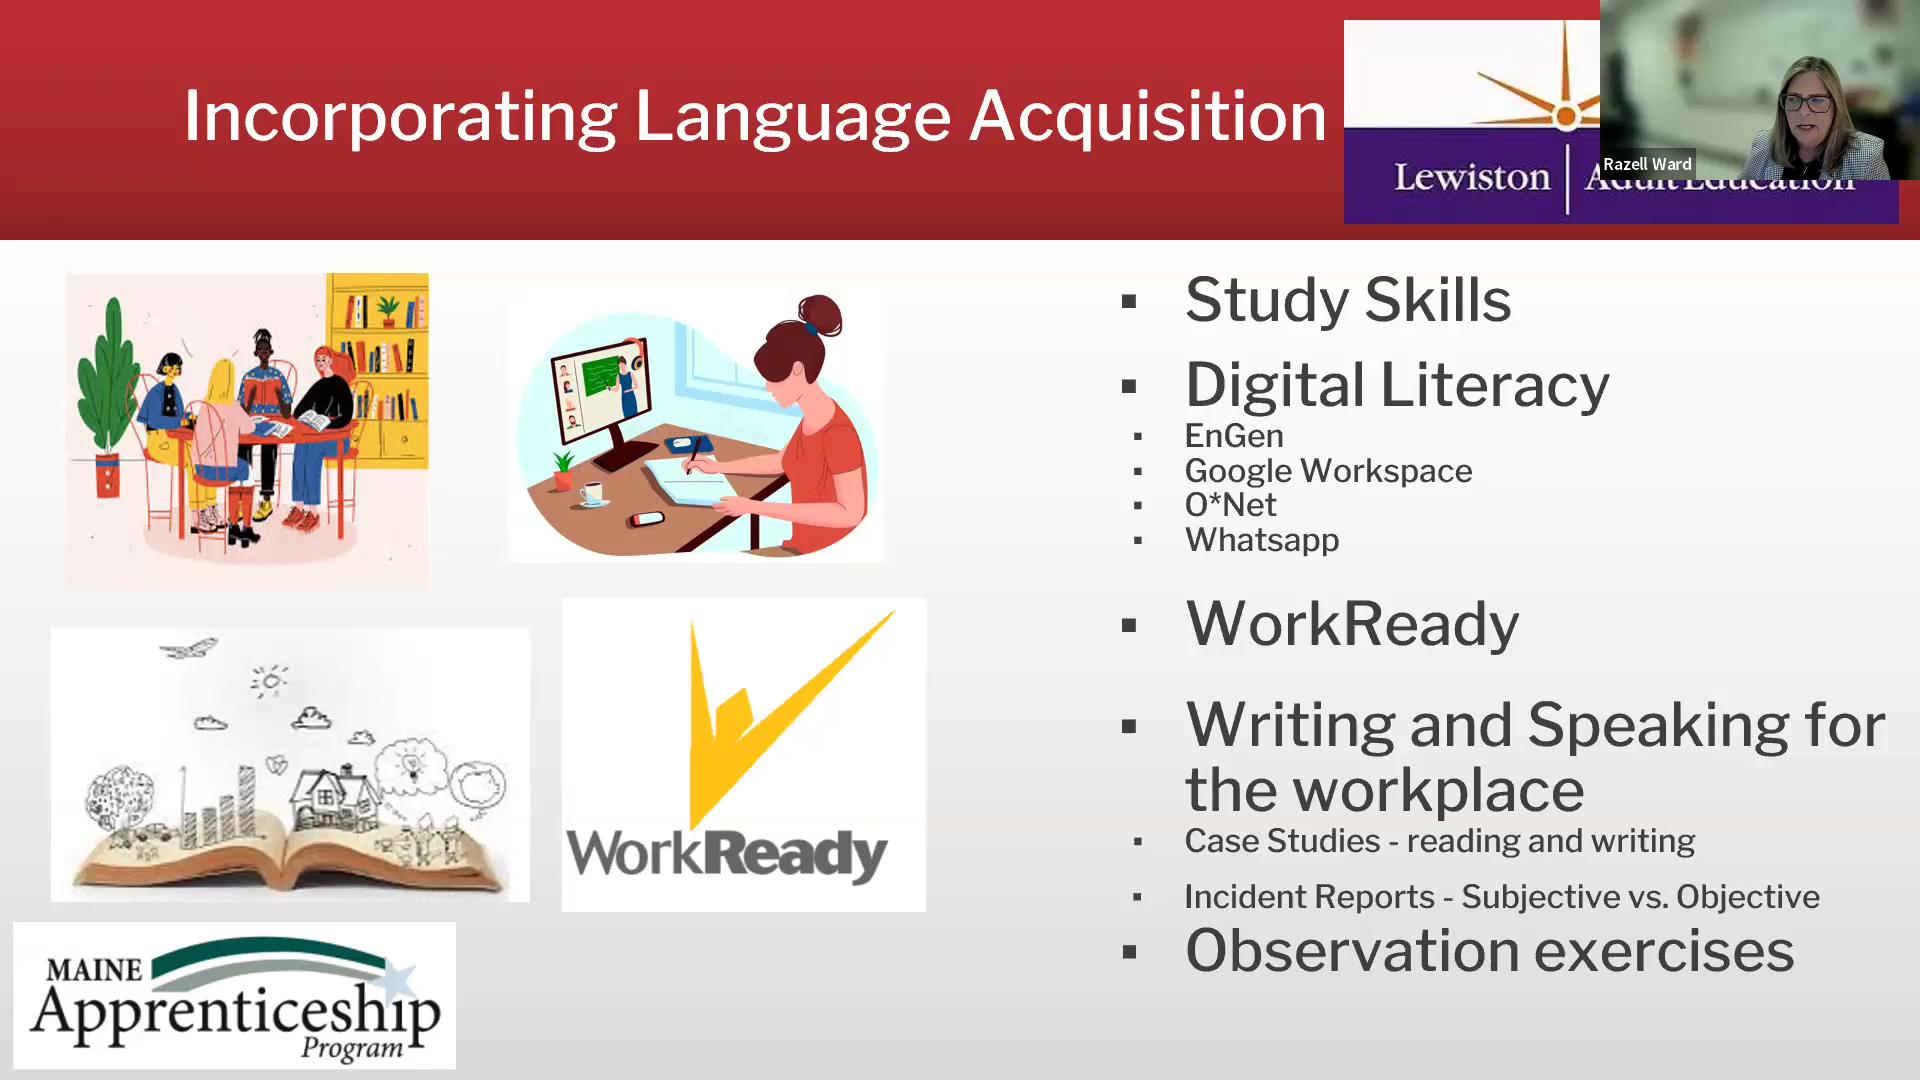 Incorporating Language Acquisition
Lewiston | Adult Education
Razell Ward
▪ Study Skills
▪ Digital Literacy
▪ EnGen
▪ Google Workspace
▪ O*Net
▪ Whatsapp
▪ WorkReady
▪ Writing and Speaking for
the workplace
▪ Case Studies - reading and writing
▪ Incident Reports - Subjective vs. Objective
▪ Observation exercises
WorkReady
MAINE
Apprenticeship
Program